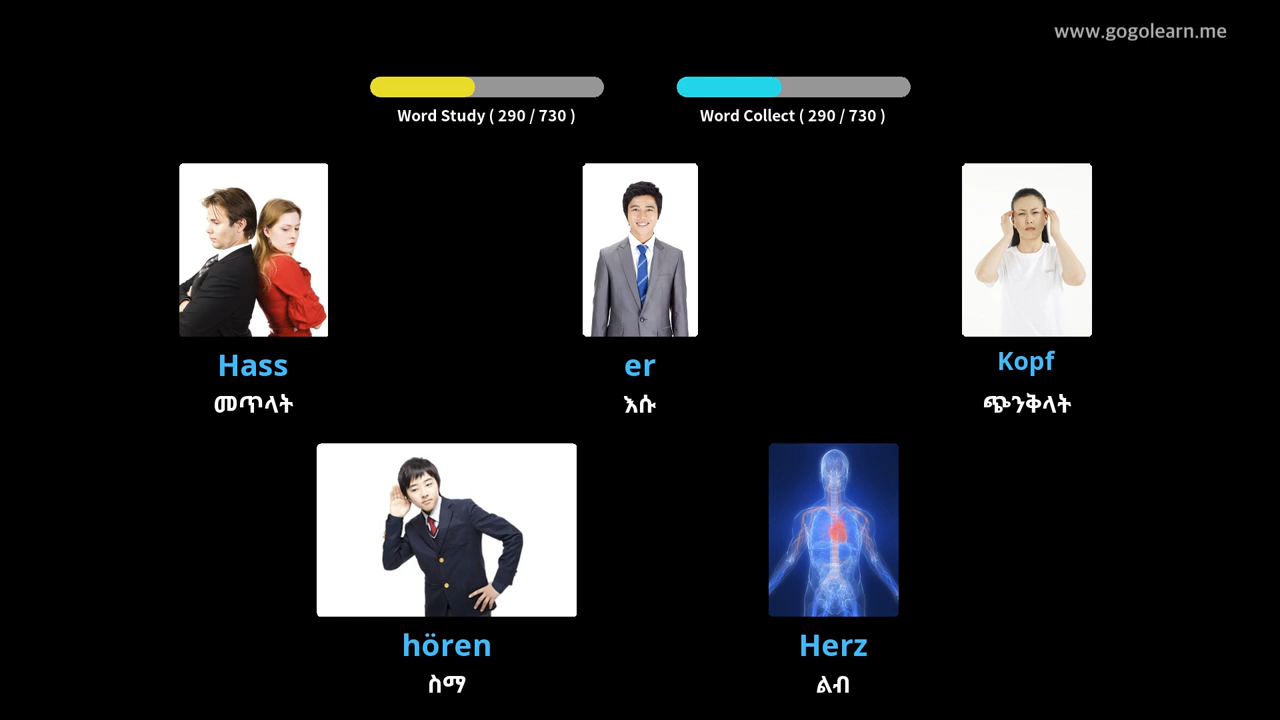 www.gogolearn.me
Word Study ( 290 / 730 )
Word Collect ( 290 / 730 )
Hass
መጥላት
er
እሱ
Kopf
ጭንቅላት
hören
ስማ
Herz
ልብ